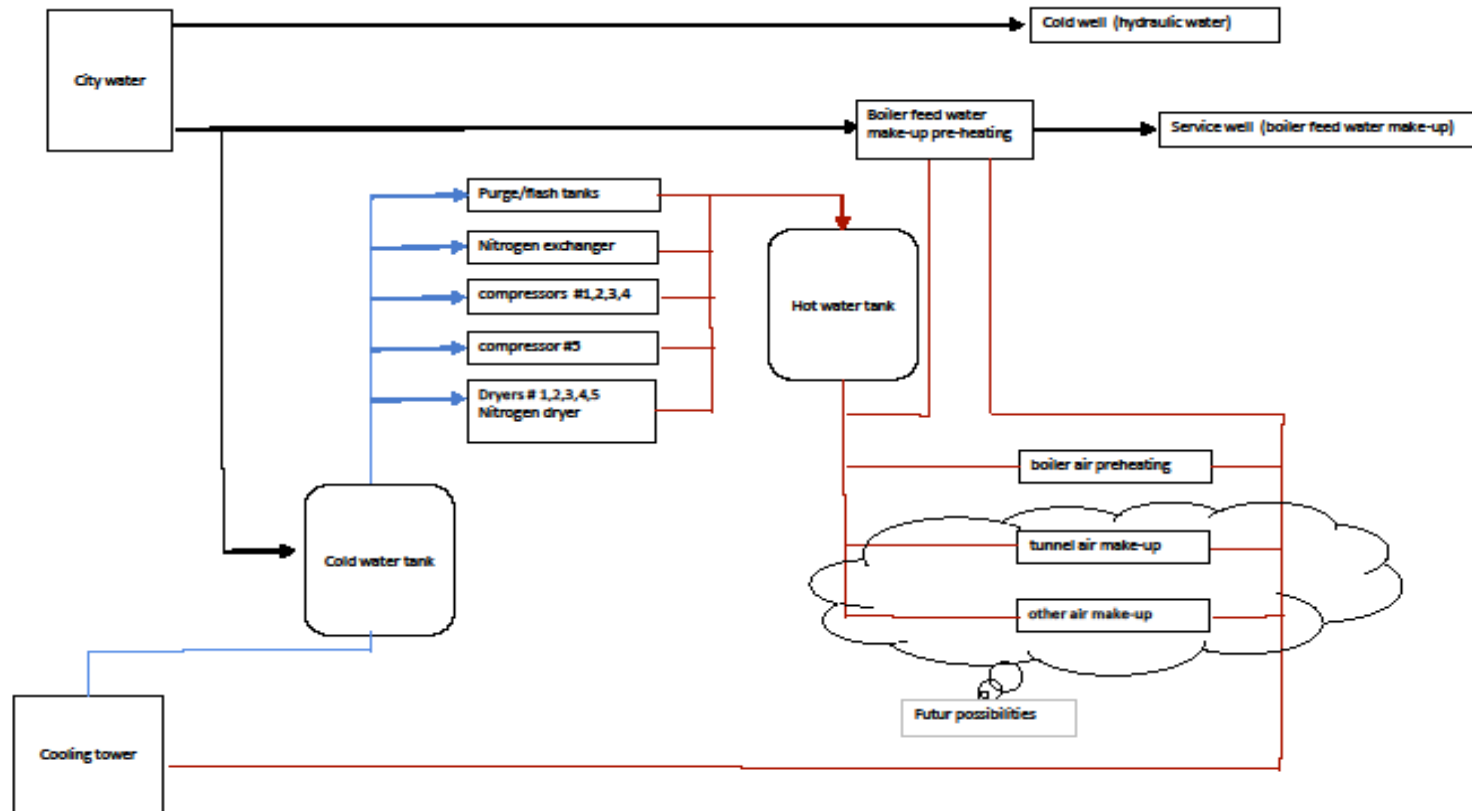 Cold well (hydraulic water)
City water
Boiler feed water
make-up pre-heating
Service well (boiler feed water make-up)
Purge/flash tanks
Nitrogen exchanger
compressors #1,2,3,4
compressor #5
Dryers # 1,2,3,4,5
Nitrogen dryer
Hot water tank
boiler air preheating
Cold water tank
tunnel air make-up
other air make-up
Futur possibilities
Cooling tower